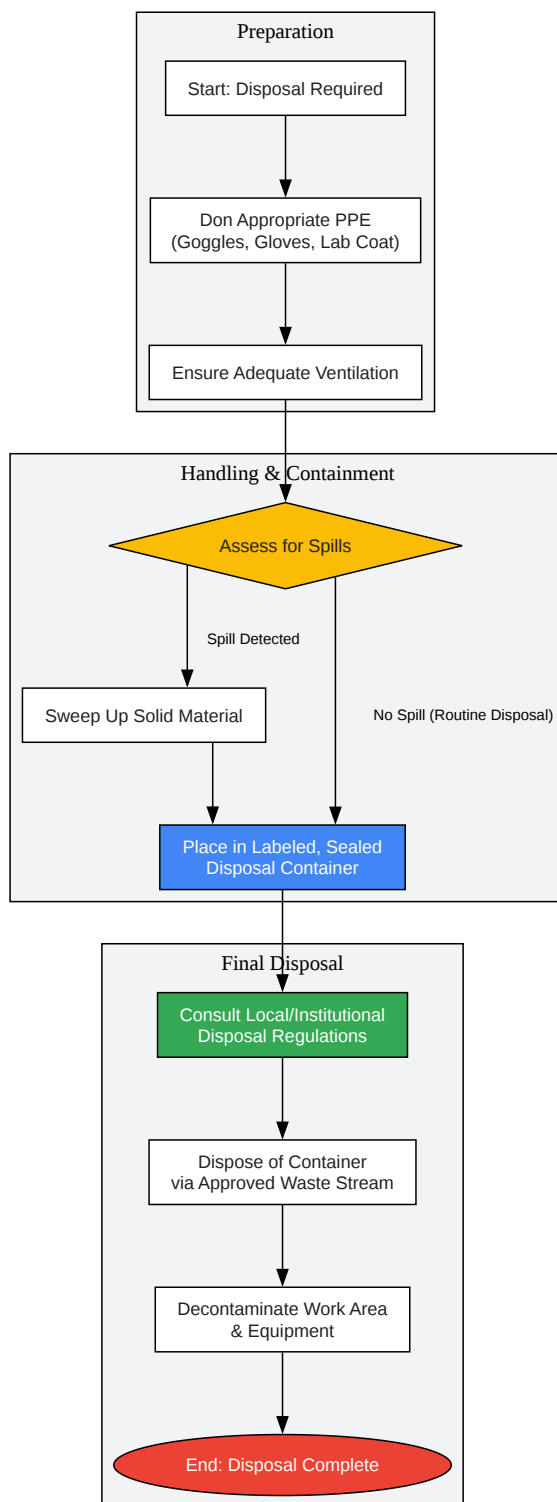 Preparation
Start: Disposal Required
Don Appropriate PPE
(Goggles, Gloves, Lab Coat)
Ensure Adequate Ventilation
Handling & Containment
Assess for Spills
Spill Detected
Sweep Up Solid Material
No Spill (Routine Disposal)
Place in Labeled, Sealed
Disposal Container
Final Disposal
Consult Local/Institutional
Disposal Regulations
Dispose of Container
via Approved Waste Stream
Decontaminate Work Area
& Equipment
End: Disposal Complete